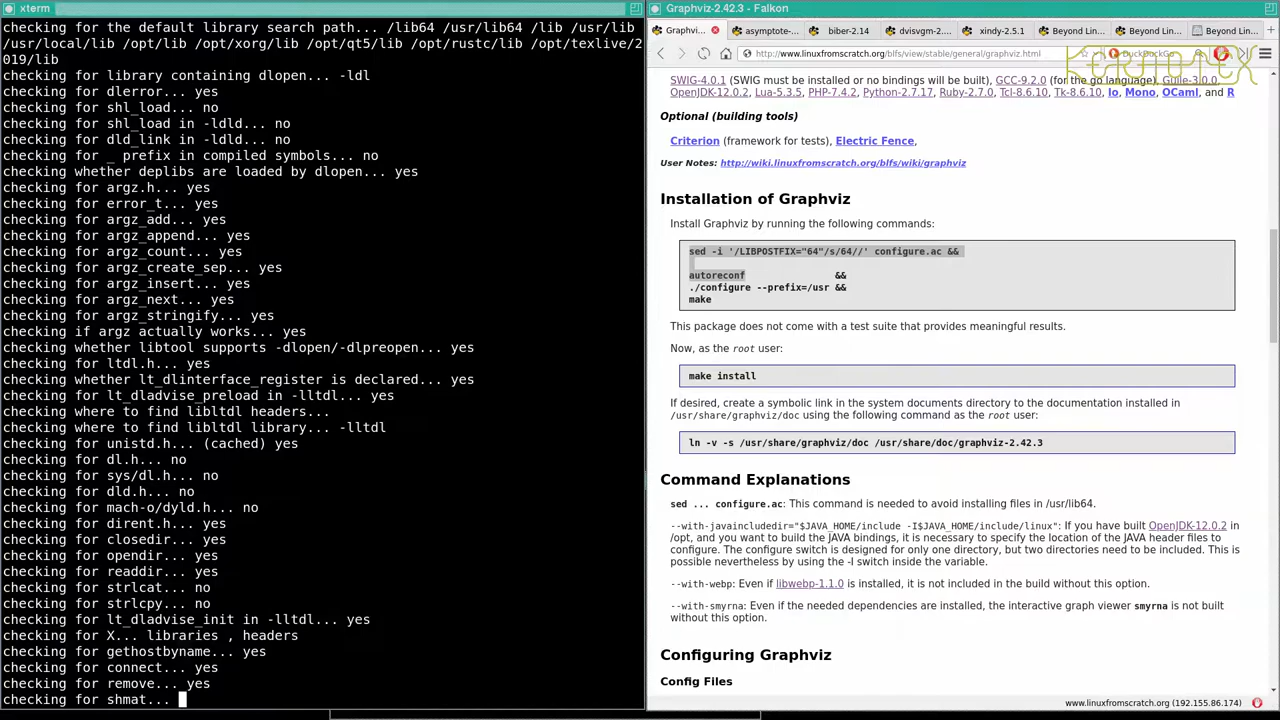 xterm
checking for the default library search path... /lib64 /usr/lib64 /lib /usr/lib
/usr/local/lib /opt/lib /opt/xorg/lib /opt/qt5/lib /opt/rustc/lib /opt/texlive/2
019/lib
checking for library containing dlopen... -ldl
checking for dlerror... yes
checking for shl_load... no
checking for shl_load in -ldld... no
checking for dld_link in -ldld... no
checking for _ prefix in compiled symbols... no
checking whether deplibs are loaded by dlopen... yes
checking for argz.h... yes
checking for error_t... yes
checking for argz_add... yes
checking for argz_append... yes
checking for argz_count... yes
checking for argz_create_sep... yes
checking for argz_insert... yes
checking for argz_next... yes
checking for argz_stringify... yes
checking if argz actually works... yes
checking whether libtool supports -dlopen/-dlpreopen... yes
checking for ltdl.h... yes
checking whether lt_dlinterface_register is declared... yes
checking for lt_dladvise_preload in -lltdl... yes
checking where to find libltdl headers...
checking where to find libltdl library... -lltdl
checking for unistd.h... (cached) yes
checking for dl.h... no
checking for sys/dl.h... no
checking for dld.h... no
checking for mach-o/dyld.h... no
checking for dirent.h... yes
checking for closedir... yes
checking for opendir... yes
checking for readdir... yes
checking for strlcat... no
checking for strlcpy... no
checking for lt_dladvise_init in -lltdl... yes
checking for X... libraries , headers
checking for gethostbyname... yes
checking for connect... yes
checking for remove... yes
checking for shmat...
Graphviz-2.42.3 - Falkon
Graphvi... asymptote-... biber-2.14 dvisvgm-2.... xindy-2.5.1 Beyond Lin... Beyond Lin... Beyond Lin...
http://www.linuxfromscratch.org/blfs/view/stable/general/graphviz.html DuckDuckGo
SWIG-4.0.1 (SWIG must be installed or no bindings will be built), GCC-9.2.0 (for the go language), Guile-3.0.0,
OpenJDK-12.0.2, Lua-5.3.5, PHP-7.4.2, Python-2.7.17, Ruby-2.7.0, Tcl-8.6.10, Tk-8.6.10, Io, Mono, OCaml, and R
Optional (building tools)
Criterion (framework for tests), Electric Fence,
User Notes: http://wiki.linuxfromscratch.org/blfs/wiki/graphviz
Installation of Graphviz
Install Graphviz by running the following commands:
sed -i '/LIBPOSTFIX="64"/s/64//' configure.ac &&
autoreconf &&
./configure --prefix=/usr &&
make
This package does not come with a test suite that provides meaningful results.
Now, as the root user:
make install
If desired, create a symbolic link in the system documents directory to the documentation installed in
/usr/share/graphviz/doc using the following command as the root user:
ln -v -s /usr/share/graphviz/doc /usr/share/doc/graphviz-2.42.3
Command Explanations
sed ... configure.ac: This command is needed to avoid installing files in /usr/lib64.
--with-javaincludedir="$JAVA_HOME/include -I$JAVA_HOME/include/linux": If you have built OpenJDK-12.0.2 in
/opt, and you want to build the JAVA bindings, it is necessary to specify the location of the JAVA header files to
configure. The configure switch is designed for only one directory, but two directories need to be included. This is
possible nevertheless by using the -I switch inside the variable.
--with-webp: Even if libwebp-1.1.0 is installed, it is not included in the build without this option.
--with-smyrna: Even if the needed dependencies are installed, the interactive graph viewer smyrna is not built
without this option.
Configuring Graphviz
Config Files
www.linuxfromscratch.org (192.155.86.174)